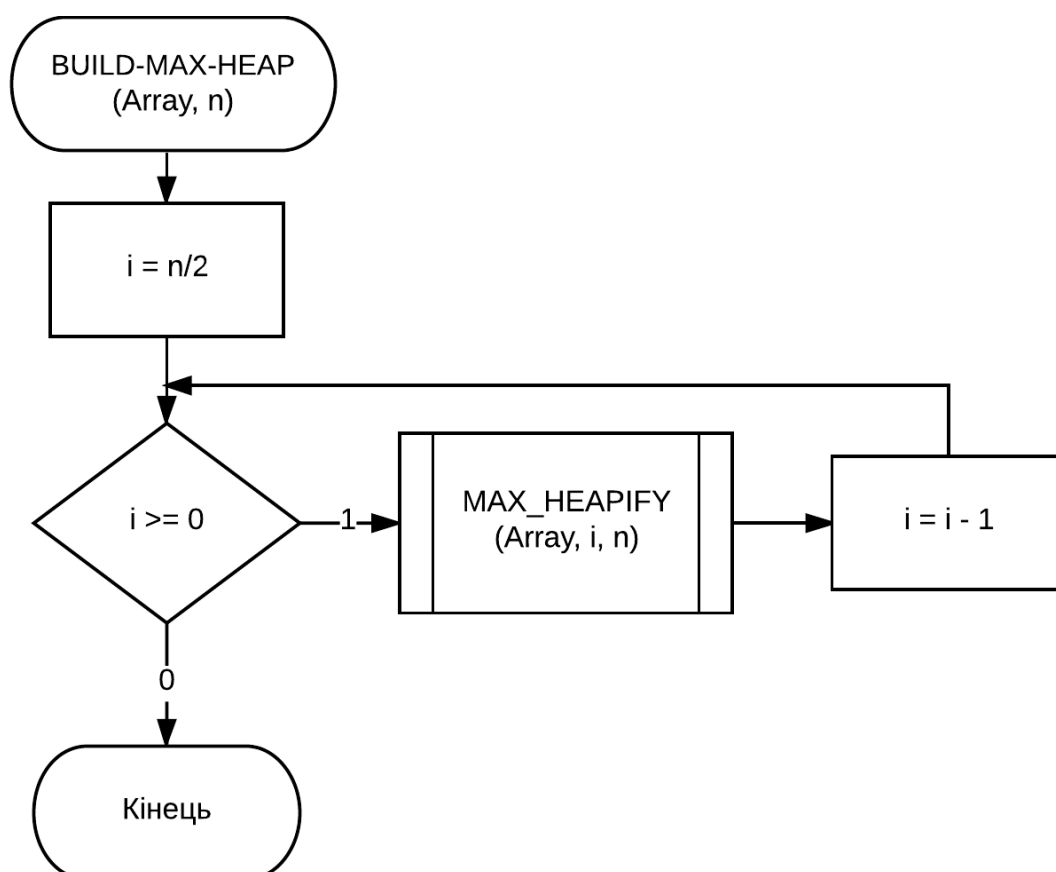 BUILD-MAX-HEAP
(Array, n)
i = n/2
i >= 0
1
MAX_HEAPIFY
(Array, i, n)
i = i - 1
0
Кінець